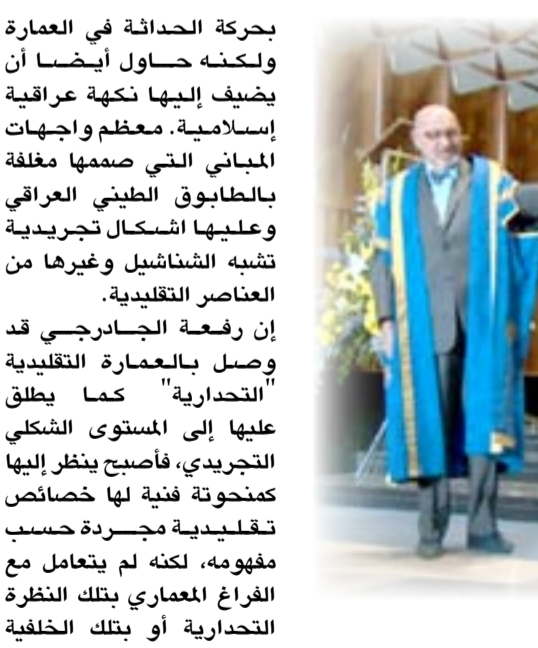 بحركة الحداثة في العمارة
ولكنه حاول أيضا أن
يضيف إليها نكهة عراقية
إسلامية. معظم واجهات
المباني التي صممها مغلفة
بالطابوق الطيني العراقي
وعليها اشكال تجريدية
تشبه الشناشيل وغيرها من
العناصر التقليدية.
إن رفعة الجادرجي قد
وصل بالعمارة التقليدية
"التحدارية" كما يطلق
عليها إلى المستوى الشكلي
التجريدي، فأصبح ينظر إليها
كمنحوتة فنية لها خصائص
تقليدية مجردة حسب
مفهومه، لكنه لم يتعامل مع
الفراغ المعماري بتلك النظرة
التحدارية أو بتلك الخلفية